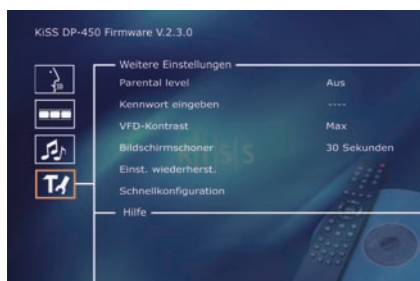 KiSS DP-450 Firmware V.2.3.0
Weitere Einstellungen
Parental level Aus
Kennwort eingeben ----
VFD-Kontrast Max
Bildschirmschoner 30 Sekunden
Einst. wiederherst.
Schnellkonfiguration
Hilfe